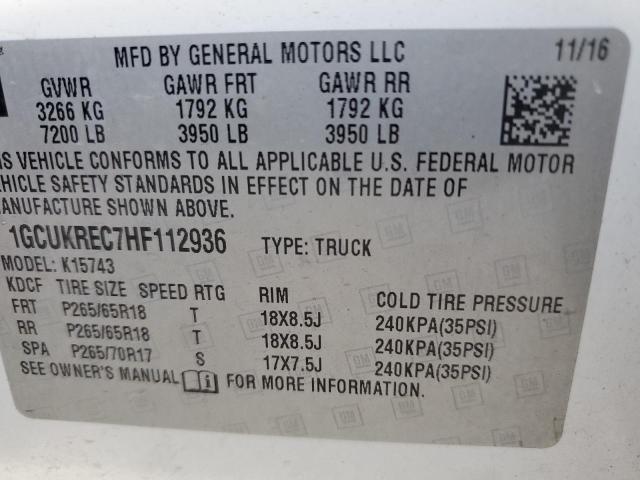 MFD BY GENERAL MOTORS LLC 11/16
GVWR GAWR FRT GAWR RR
3266 KG 1792 KG 1792 KG
7200 LB 3950 LB 3950 LB
IS VEHICLE CONFORMS TO ALL APPLICABLE U.S. FEDERAL MOTOR
EHICLE SAFETY STANDARDS IN EFFECT ON THE DATE OF
ANUFACTURE SHOWN ABOVE.
1GCUKREC7HF112936 TYPE: TRUCK
MODEL: K15743
KDCF TIRE SIZE SPEED RTG RIM COLD TIRE PRESSURE
FRT P265/65R18 T 18X8.5J 240KPA(35PSI)
RR P265/65R18 T 18X8.5J 240KPA(35PSI)
SPA P265/70R17 S 17X7.5J 240KPA(35PSI)
SEE OWNER'S MANUAL FOR MORE INFORMATION.